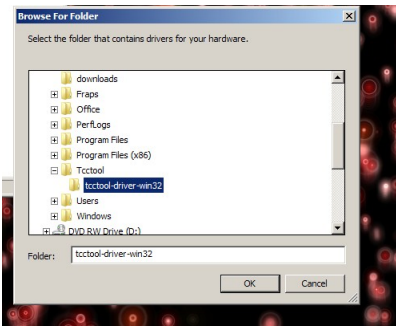 Browse For Folder
Select the folder that contains drivers for your hardware.
downloads
Fraps
Office
PerfLogs
Program Files
Program Files (x86)
Tcctool
tcctool-driver-win32
Users
Windows
DVD RW Drive (D:)
Folder: tcctool-driver-win32
OK Cancel